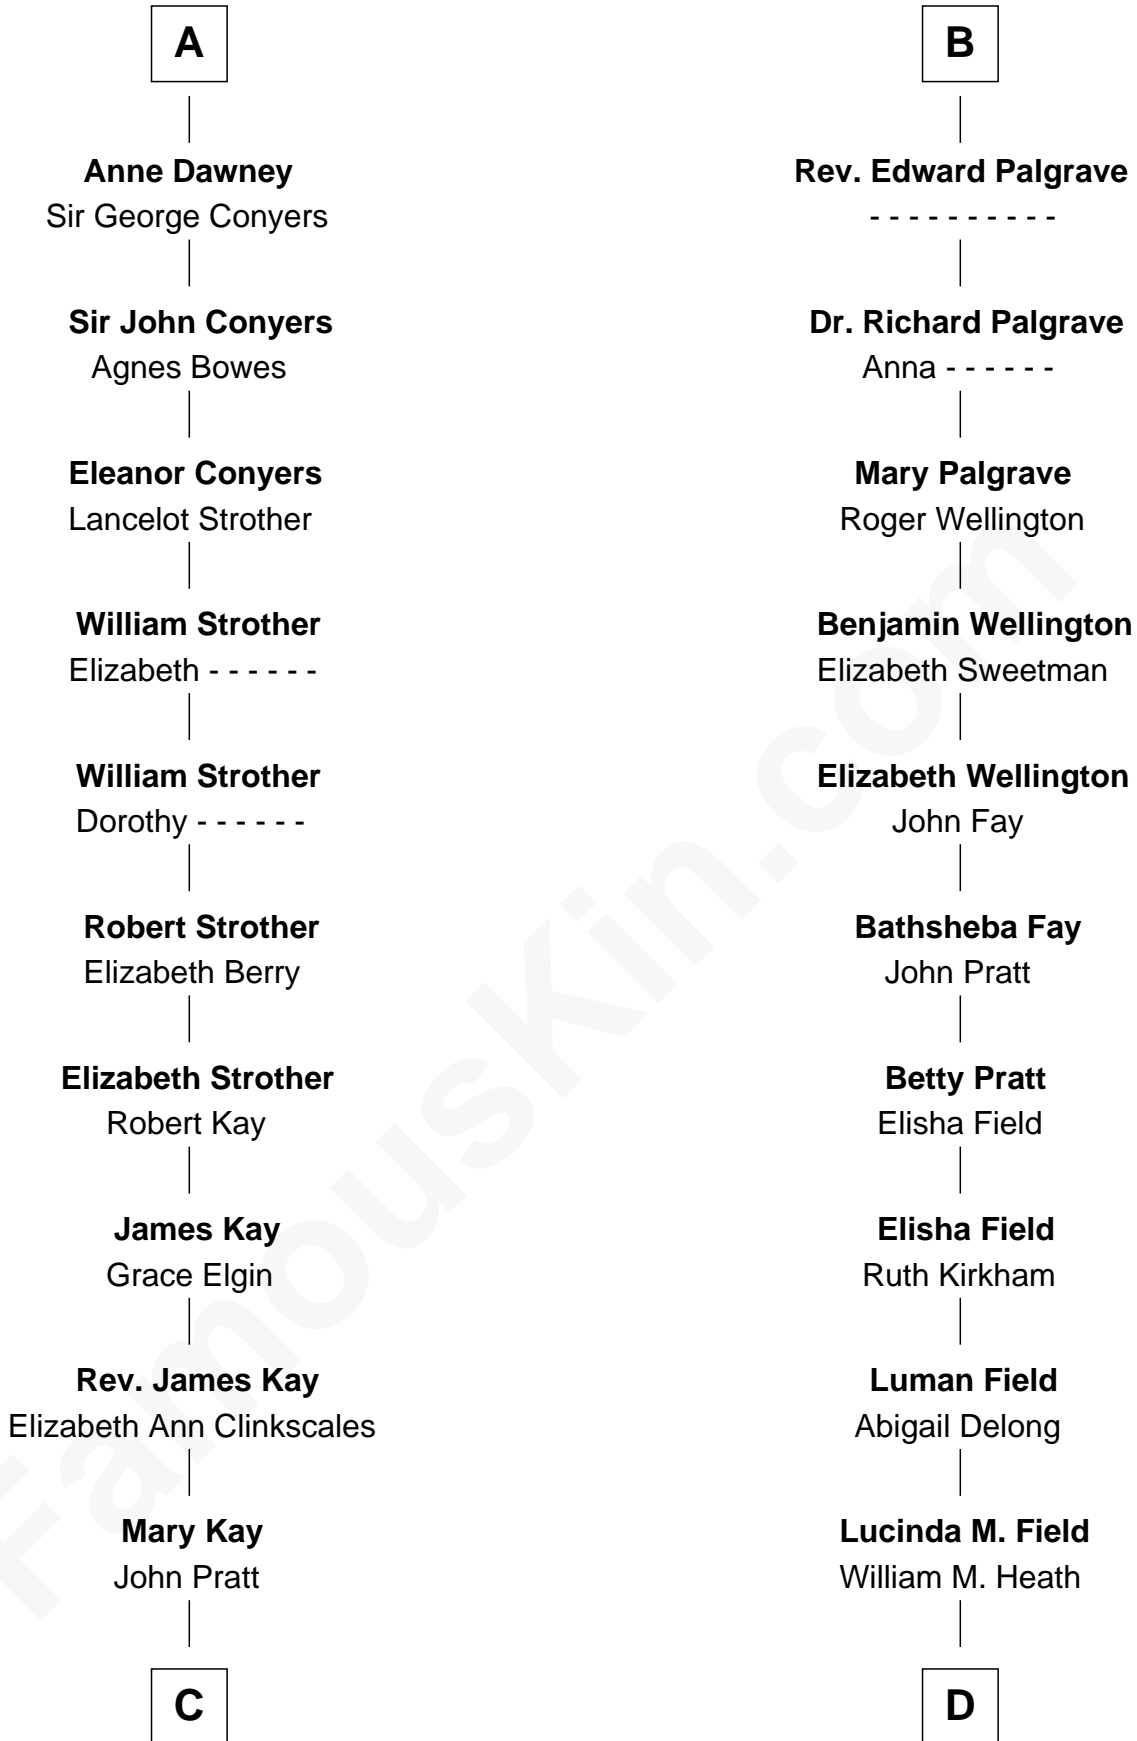 A
Anne Dawney
Sir George Conyers
Sir John Conyers
Agnes Bowes
Eleanor Conyers
Lancelot Strother
William Strother
Elizabeth - - - - - -
William Strother
Dorothy - - - - - -
Robert Strother
Elizabeth Berry
Elizabeth Strother
Robert Kay
James Kay
Grace Elgin
Rev. James Kay
Elizabeth Ann Clinkscales
Mary Kay
John Pratt
C
B
Rev. Edward Palgrave
- - - - - - - - - -
Dr. Richard Palgrave
Anna - - - - - -
Mary Palgrave
Roger Wellington
Benjamin Wellington
Elizabeth Sweetman
Elizabeth Wellington
John Fay
Bathsheba Fay
John Pratt
Betty Pratt
Elisha Field
Elisha Field
Ruth Kirkham
Luman Field
Abigail Delong
Lucinda M. Field
William M. Heath
D
FamousKin.com